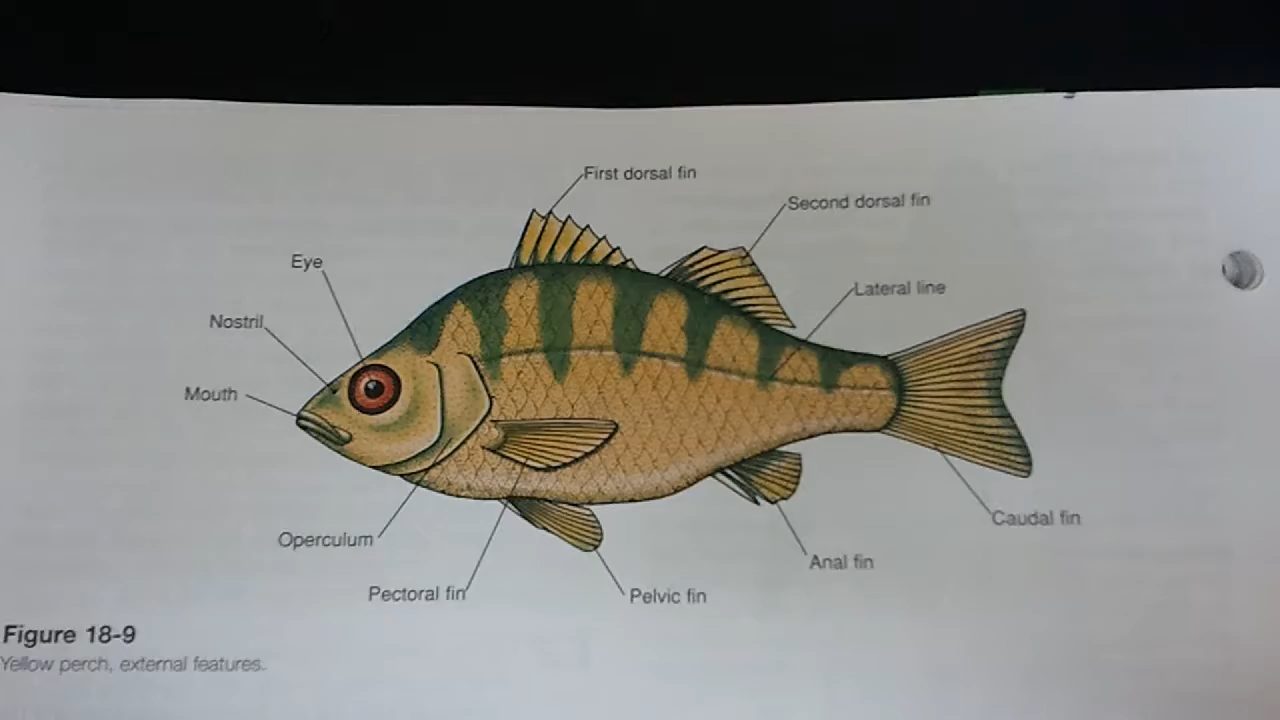 First dorsal fin
Second dorsal fin
Eye
Lateral line
Nostril
Mouth
Caudal fin
Operculum
Anal fin
Pectoral fin
Pelvic fin
Figure 18-9
Yellow perch, external features.